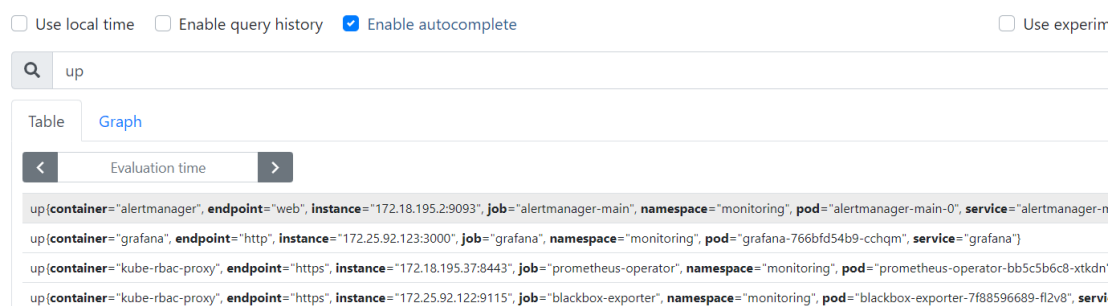 Use local time Enable query history Enable autocomplete Use experim
up
Table Graph
Evaluation time
up{container="alertmanager", endpoint="web", instance="172.18.195.2:9093", job="alertmanager-main", namespace="monitoring", pod="alertmanager-main-0", service="alertmanager-m
up{container="grafana", endpoint="http", instance="172.25.92.123:3000", job="grafana", namespace="monitoring", pod="grafana-766bfd54b9-cchqm", service="grafana"}
up{container="kube-rbac-proxy", endpoint="https", instance="172.18.195.37:8443", job="prometheus-operator", namespace="monitoring", pod="prometheus-operator-bb5c5b6c8-xtkdn"
up{container="kube-rbac-proxy", endpoint="https", instance="172.25.92.122:9115", job="blackbox-exporter", namespace="monitoring", pod="blackbox-exporter-7f88596689-fl2v8", servi